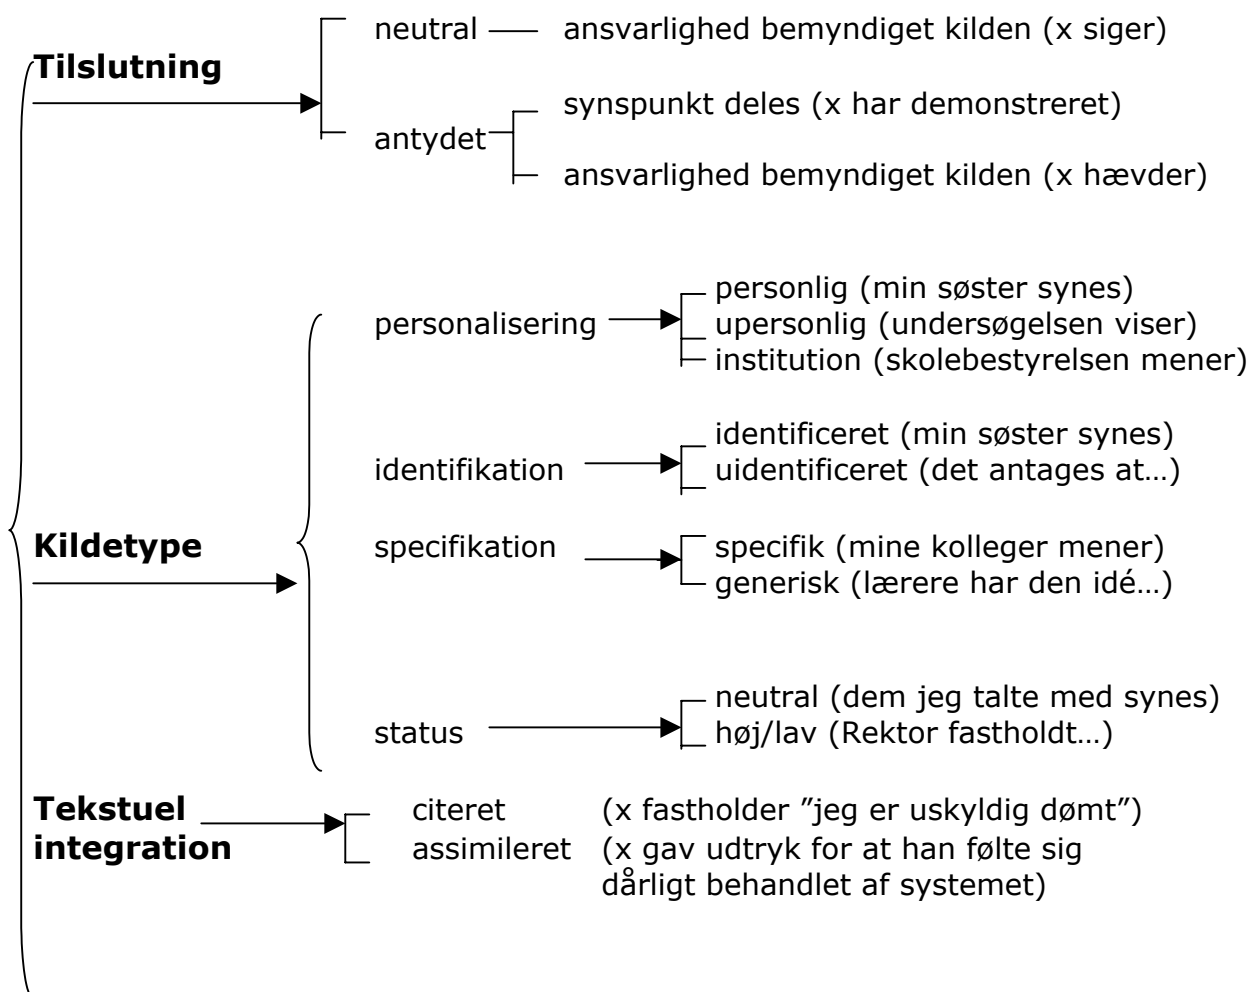 neutral ansvarlighed bemyndiget kilden (x siger)
Tilslutning
synspunkt deles (x har demonstreret)
antydet
ansvarlighed bemyndiget kilden (x hævder)
personlig (min søster synes)
personalisering upersonlig (undersøgelsen viser)
institution (skolebestyrelsen mener)
identificeret (min søster synes)
identifikation uidentificeret (det antages at…)
Kildetype specifikation specifik (mine kolleger mener)
generisk (lærere har den idé…)
neutral (dem jeg talte med synes)
status høj/lav (Rektor fastholdt…)
Tekstuel citeret (x fastholder ”jeg er uskyldig dømt”)
integration assimileret (x gav udtryk for at han følte sig
dårligt behandlet af systemet)